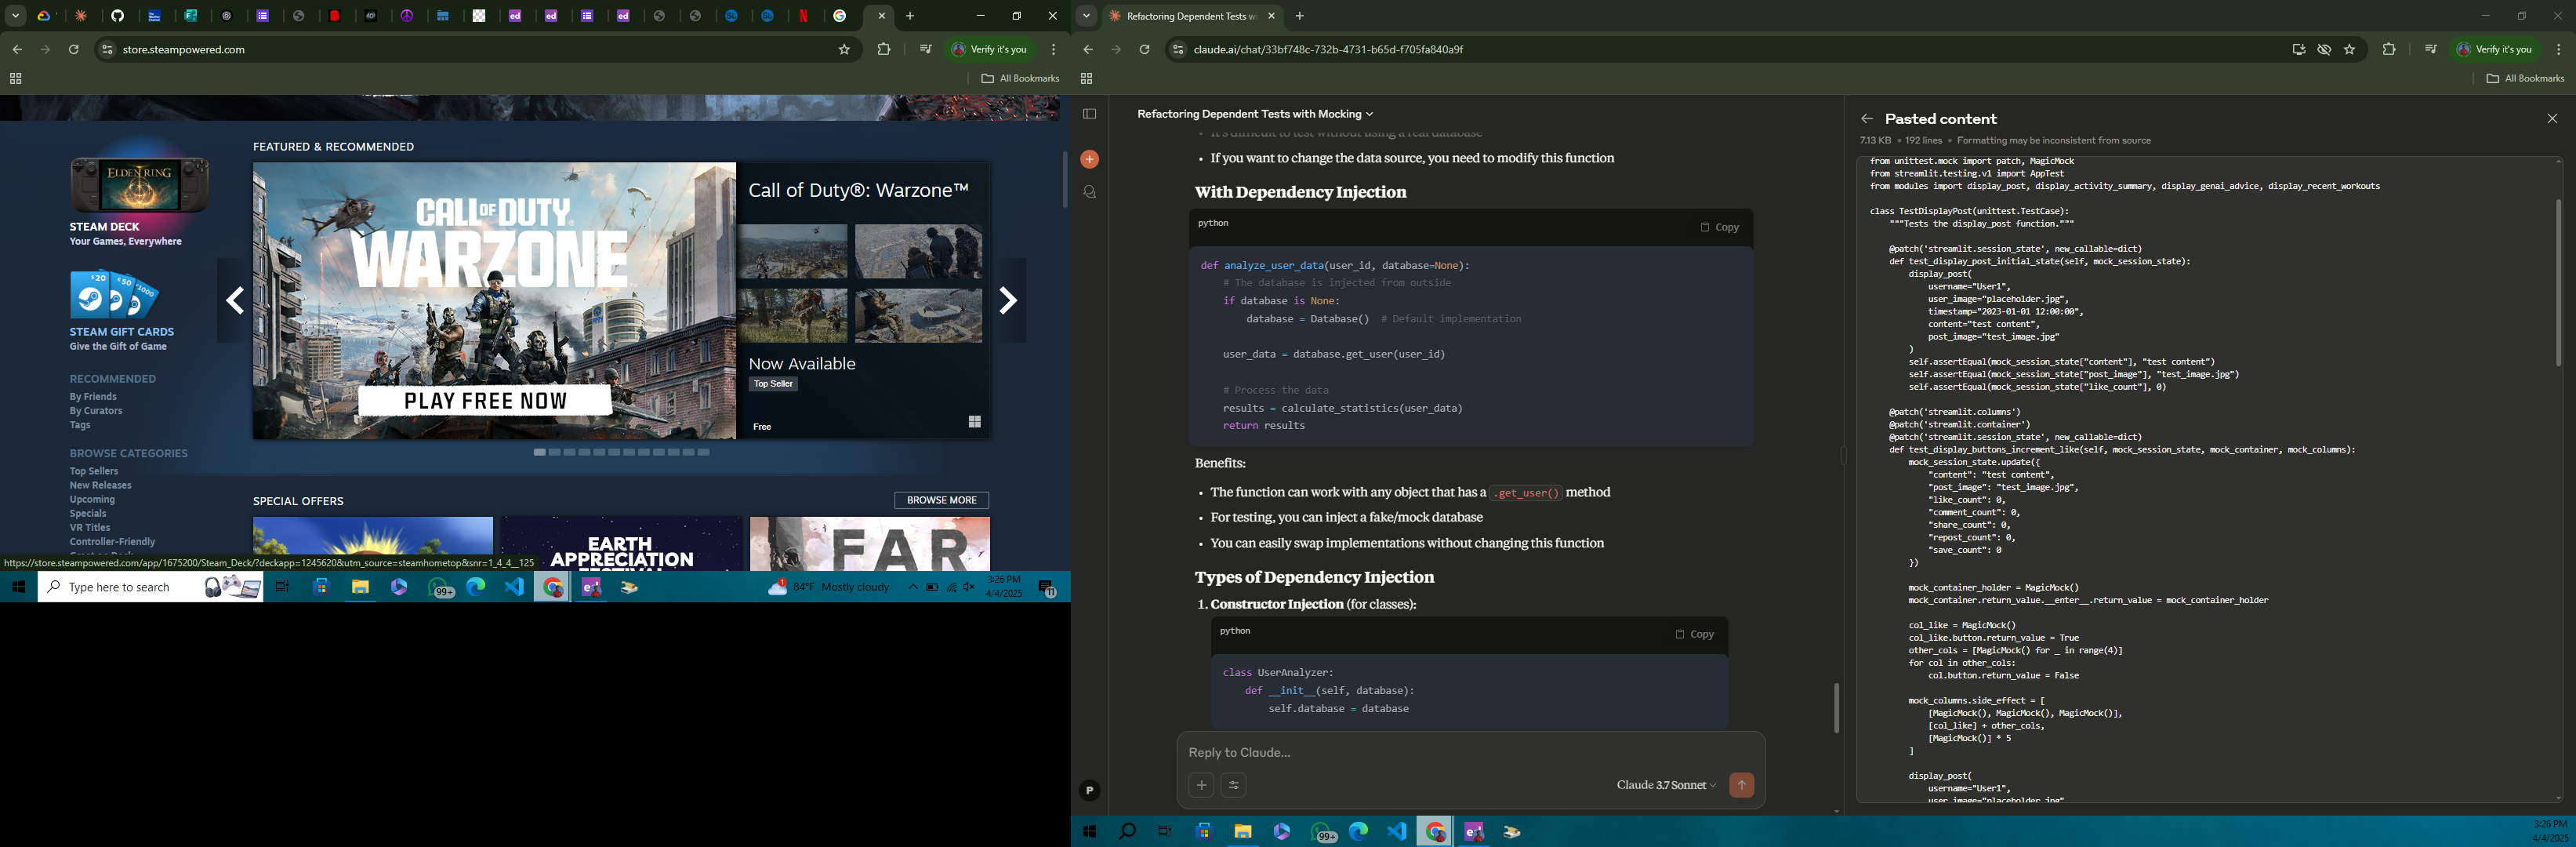 store.steampowered.com
Verify it's you
All Bookmarks
FEATURED & RECOMMENDED
ELDEN RING
STEAM DECK
Your Games, Everywhere
$20
$50
$1000
STEAM GIFT CARDS
Give the Gift of Game
RECOMMENDED
By Friends
By Curators
Tags
BROWSE CATEGORIES
Top Sellers
New Releases
Upcoming
Specials
VR Titles
Controller-Friendly
CALL OF DUTY
WARZONE
PLAY FREE NOW
Call of Duty®: Warzone™
Now Available
Top Seller
Free
SPECIAL OFFERS
BROWSE MORE
EARTH
APPRECIATION
FESTIVAL
FAR
https://store.steampowered.com/app/1675200/Steam_Deck/?deckapp=1245620&utm_source=steamhometop&snr=1_4_4__125
Type here to search
99+
84°F Mostly cloudy
3:26 PM
4/4/2025
11
Refactoring Dependent Tests wi
claude.ai/chat/33bf748c-732b-4731-b65d-f705fa840a9f
Verify it's you
All Bookmarks
Refactoring Dependent Tests with Mocking
It's difficult to test without using a real database
If you want to change the data source, you need to modify this function
With Dependency Injection
python
Copy
def analyze_user_data(user_id, database=None):
# The database is injected from outside
if database is None:
database = Database()  # Default implementation
user_data = database.get_user(user_id)
# Process the data
results = calculate_statistics(user_data)
return results
Benefits:
The function can work with any object that has a .get_user() method
For testing, you can inject a fake/mock database
You can easily swap implementations without changing this function
Types of Dependency Injection
1. Constructor Injection (for classes):
python
Copy
class UserAnalyzer:
def __init__(self, database):
self.database = database
Reply to Claude...
Claude 3.7 Sonnet
P
Pasted content
7.13 KB • 192 lines • Formatting may be inconsistent from source
from unittest.mock import patch, MagicMock
from streamlit.testing.v1 import AppTest
from modules import display_post, display_activity_summary, display_genai_advice, display_recent_workouts
class TestDisplayPost(unittest.TestCase):
"""Tests the display_post function."""
@patch('streamlit.session_state', new_callable=dict)
def test_display_post_initial_state(self, mock_session_state):
display_post(
username="User1",
user_image="placeholder.jpg",
timestamp="2023-01-01 12:00:00",
content="test content",
post_image="test_image.jpg"
)
self.assertEqual(mock_session_state["content"], "test content")
self.assertEqual(mock_session_state["post_image"], "test_image.jpg")
self.assertEqual(mock_session_state["like_count"], 0)
@patch('streamlit.columns')
@patch('streamlit.container')
@patch('streamlit.session_state', new_callable=dict)
def test_display_buttons_increment_like(self, mock_session_state, mock_container, mock_columns):
mock_session_state.update({
"content": "test content",
"post_image": "test_image.jpg",
"like_count": 0,
"comment_count": 0,
"share_count": 0,
"repost_count": 0,
"save_count": 0
})
mock_container_holder = MagicMock()
mock_container.return_value.__enter__.return_value = mock_container_holder
col_like = MagicMock()
col_like.button.return_value = True
other_cols = [MagicMock() for _ in range(4)]
for col in other_cols:
col.button.return_value = False
mock_columns.side_effect = [
[MagicMock(), MagicMock(), MagicMock()],
[col_like] + other_cols,
[MagicMock()] * 5
]
display_post(
username="User1",
user_image="placeholder.jpg"
99+
3:26 PM
4/4/2025